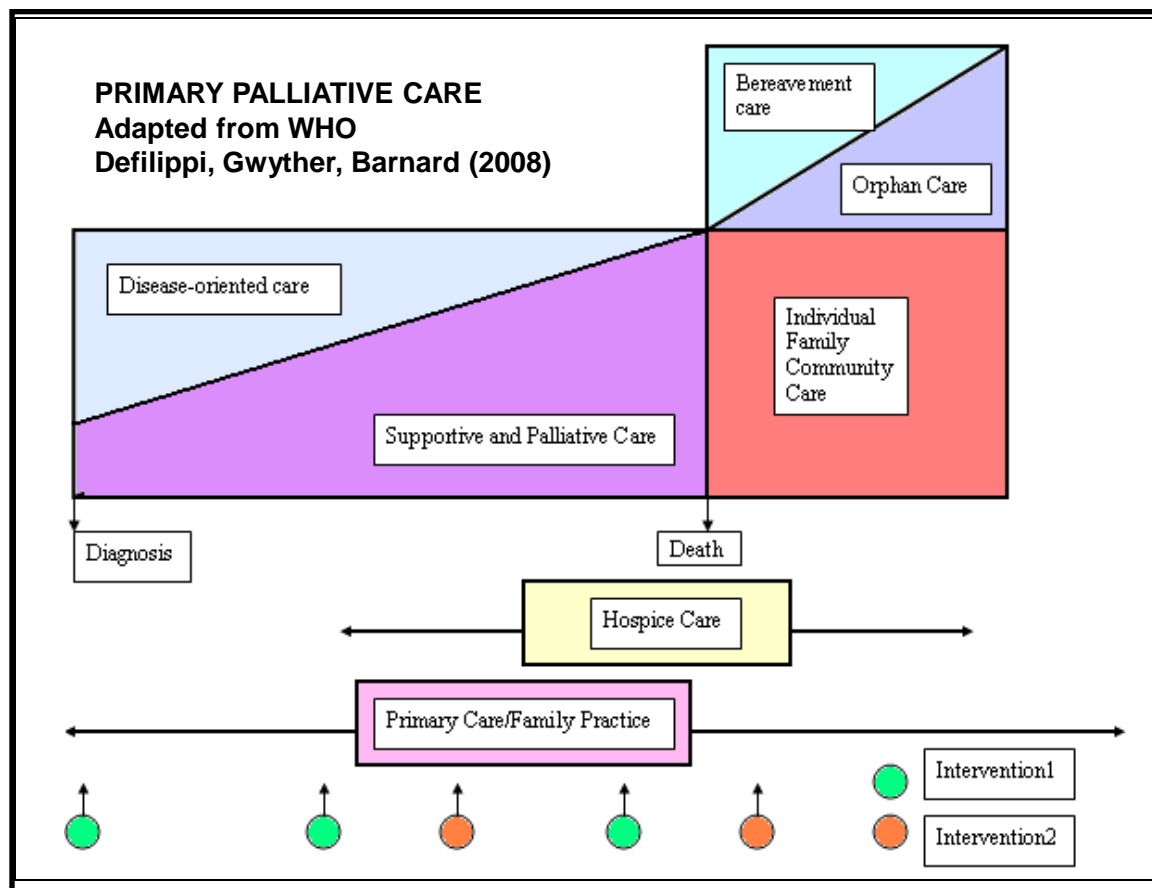 PRIMARY PALLIATIVE CARE
Adapted from WHO
Defilippi, Gwyther, Barnard (2008)
Bereavement
care
Orphan Care
Disease-oriented care
Individual
Family
Community
Care
Supportive and Palliative Care
Diagnosis
Death
Hospice Care
Primary Care/Family Practice
Intervention1
Intervention2